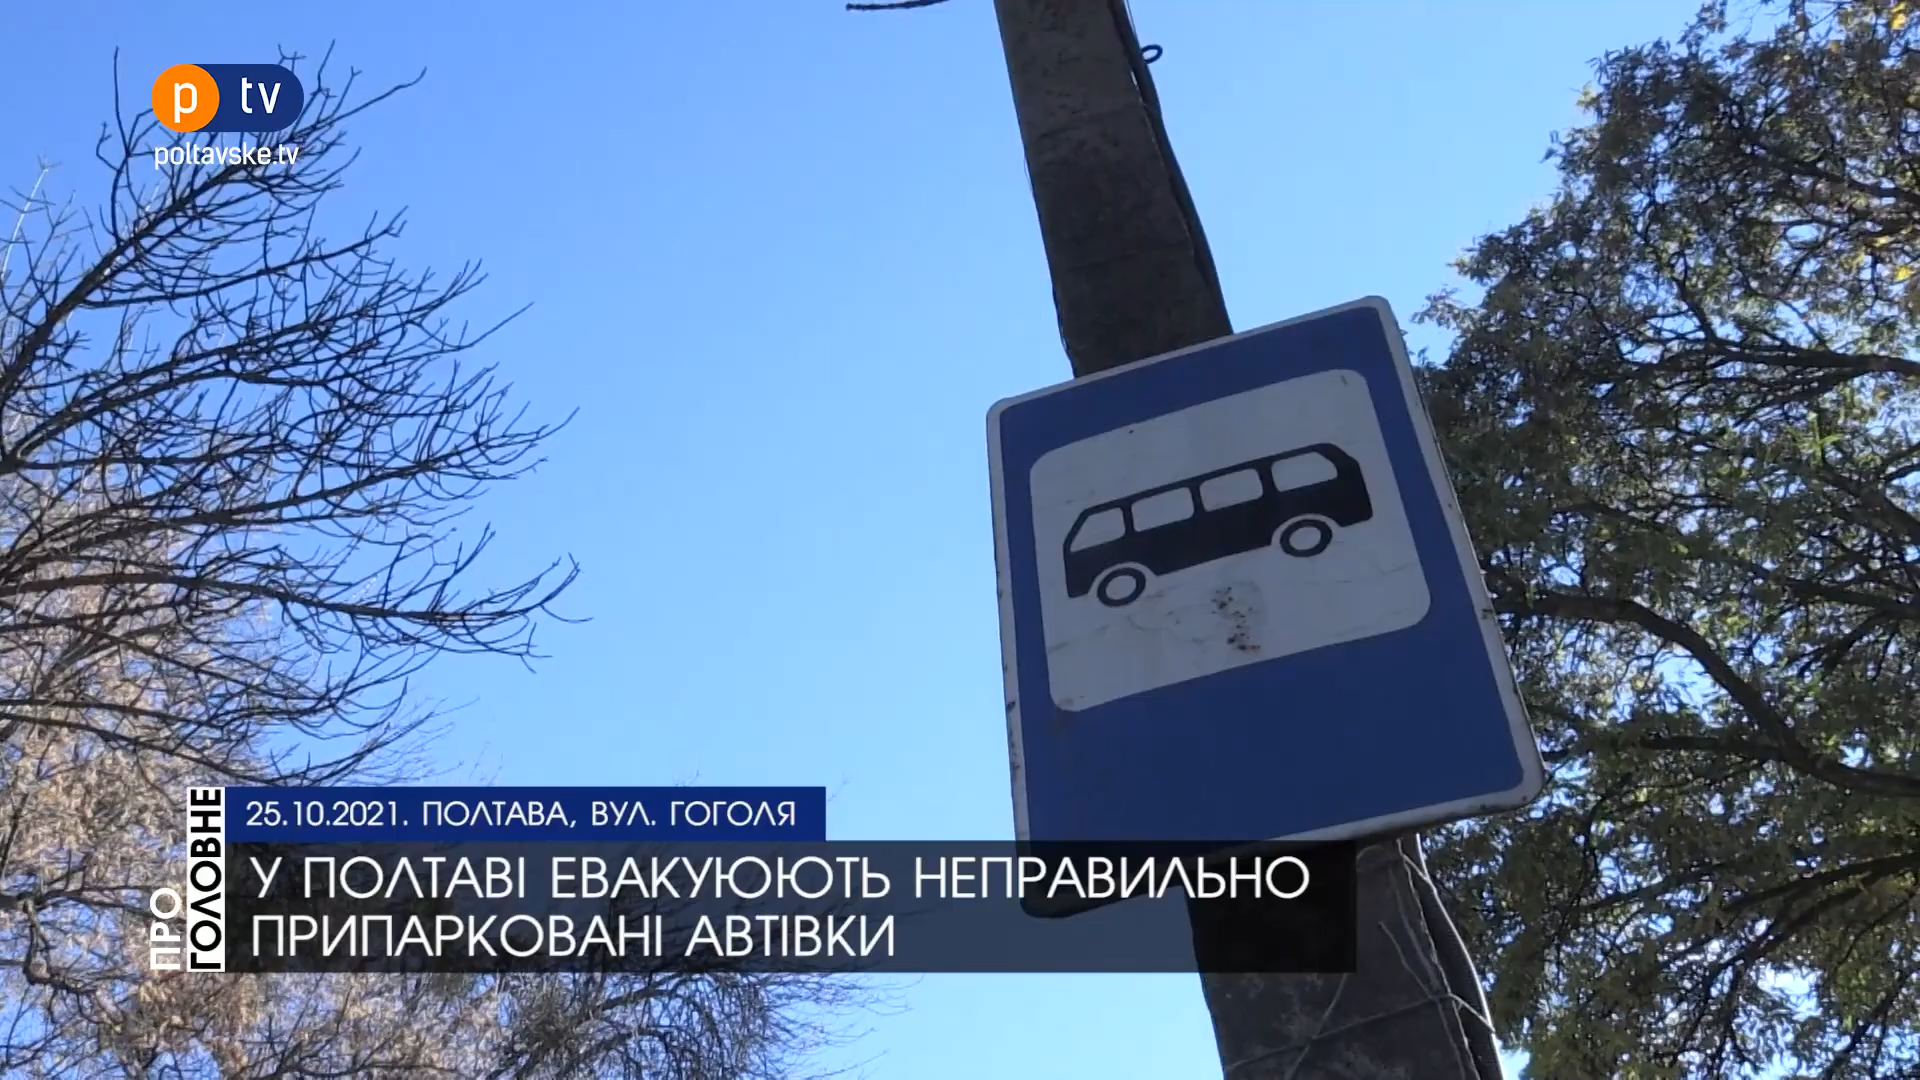 p tv
poltavske.tv
25.10.2021. ПОЛТАВА, ВУЛ. ГОГОЛЯ
ПРО
ГОЛОВНЕ
У ПОЛТАВІ ЕВАКУЮЮТЬ НЕПРАВИЛЬНО
ПРИПАРКОВАНІ АВТІВКИ